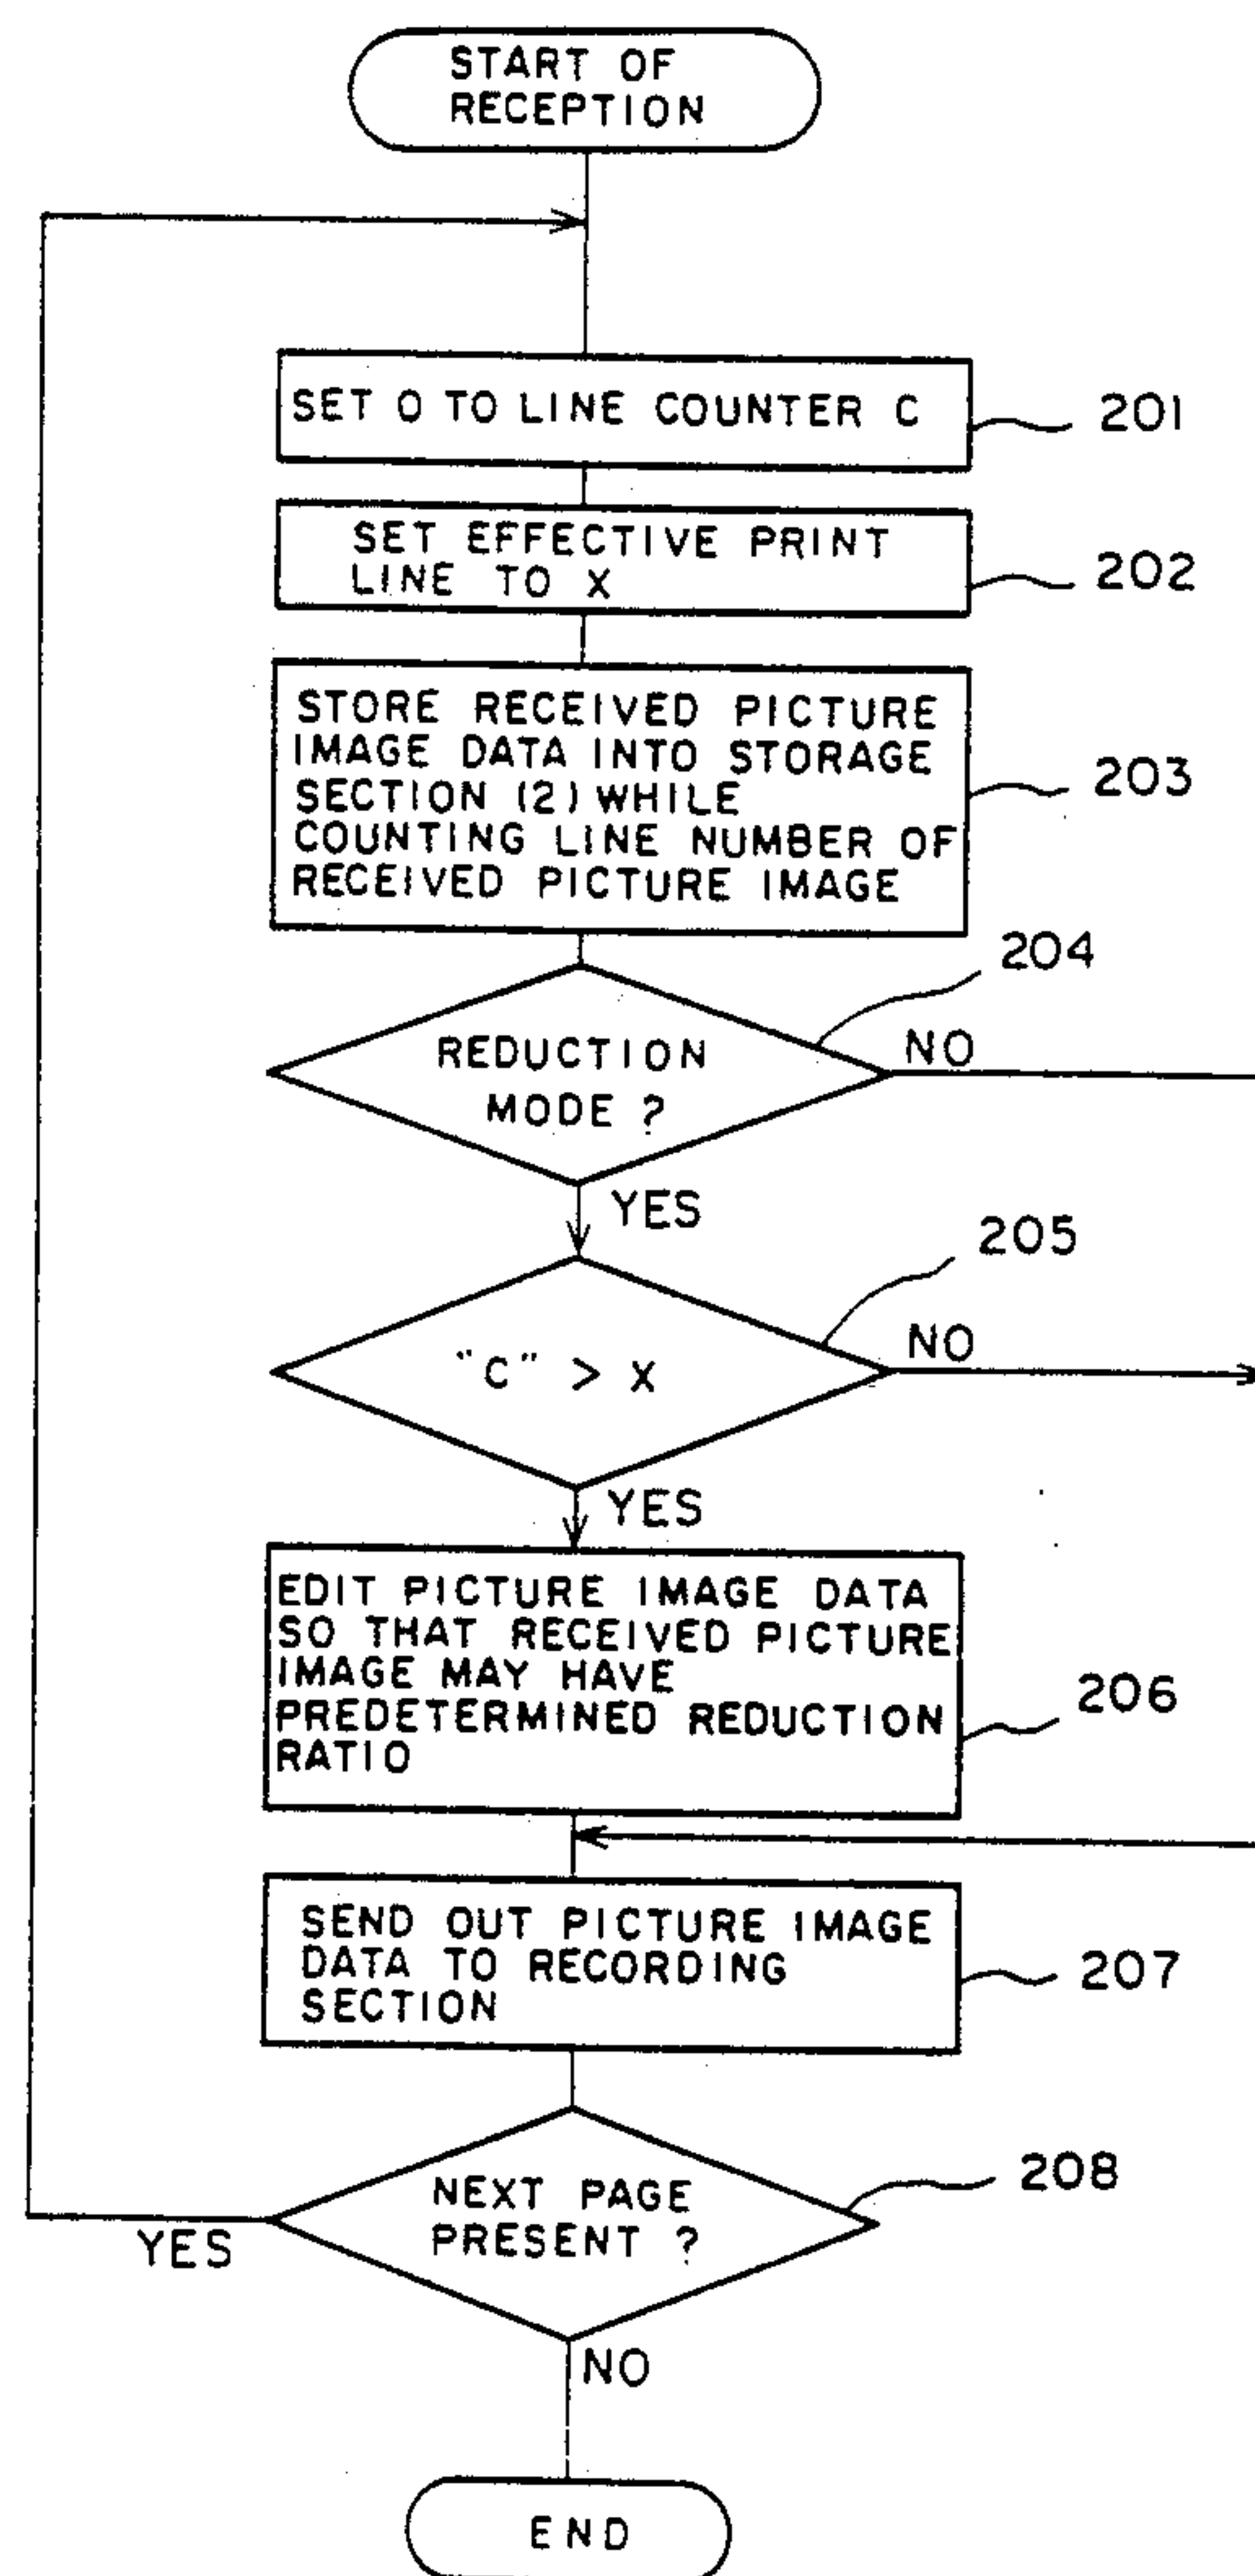 START OF
RECEPTION
SET 0 TO LINE COUNTER C
201
SET EFFECTIVE PRINT
LINE TO X
202
STORE RECEIVED PICTURE
IMAGE DATA INTO STORAGE
SECTION (2) WHILE
COUNTING LINE NUMBER OF
RECEIVED PICTURE IMAGE
203
204
REDUCTION
MODE ?
NO
YES
205
"C" > X
NO
YES
EDIT PICTURE IMAGE DATA
SO THAT RECEIVED PICTURE
IMAGE MAY HAVE
PREDETERMINED REDUCTION
RATIO
206
SEND OUT PICTURE IMAGE
DATA TO RECORDING
SECTION
207
NEXT PAGE
PRESENT ?
208
YES
NO
END